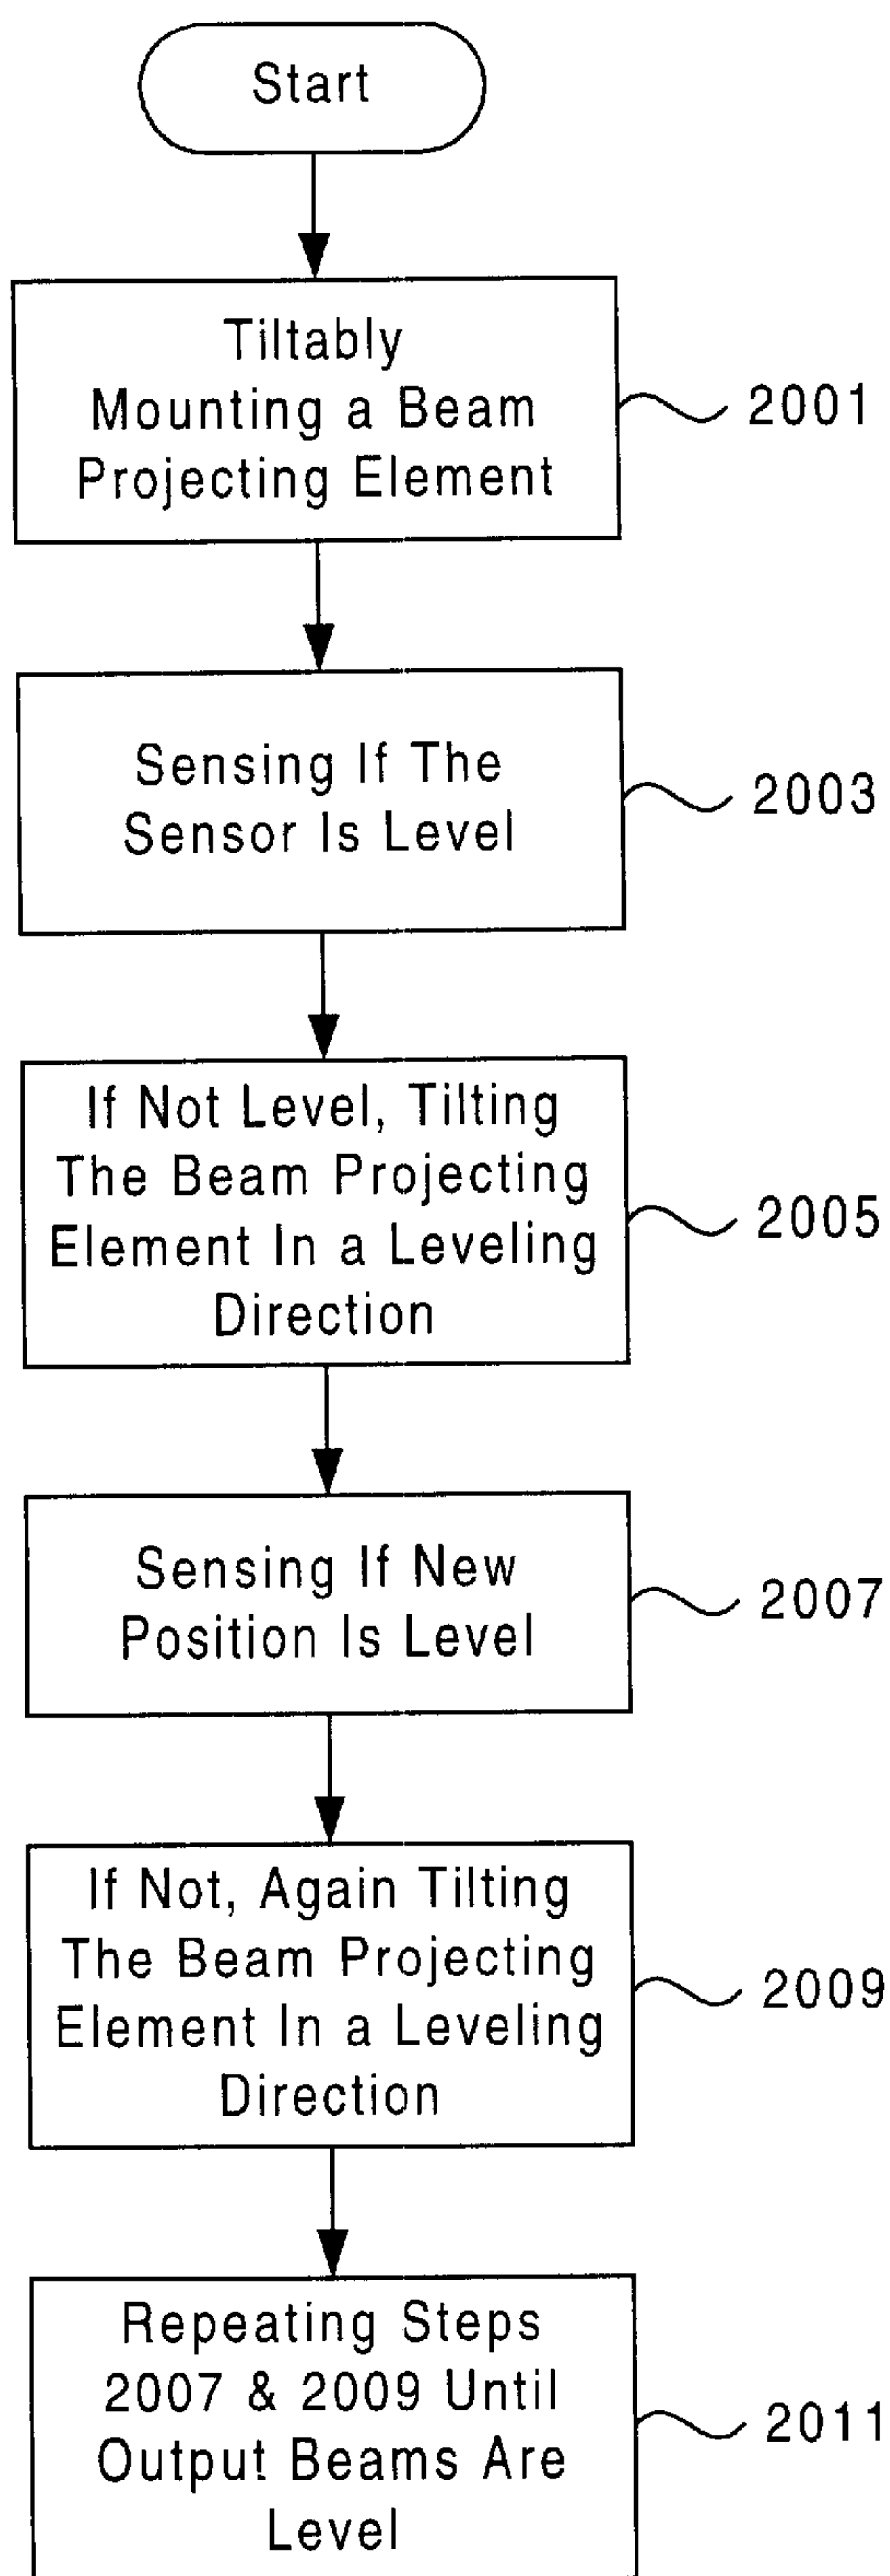 Start
Tiltably
Mounting a Beam
Projecting Element
2001
Sensing If The
Sensor Is Level
2003
If Not Level, Tilting
The Beam Projecting
Element In a Leveling
Direction
2005
Sensing If New
Position Is Level
2007
If Not, Again Tilting
The Beam Projecting
Element In a Leveling
Direction
2009
Repeating Steps
2007 & 2009 Until
Output Beams Are
Level
2011